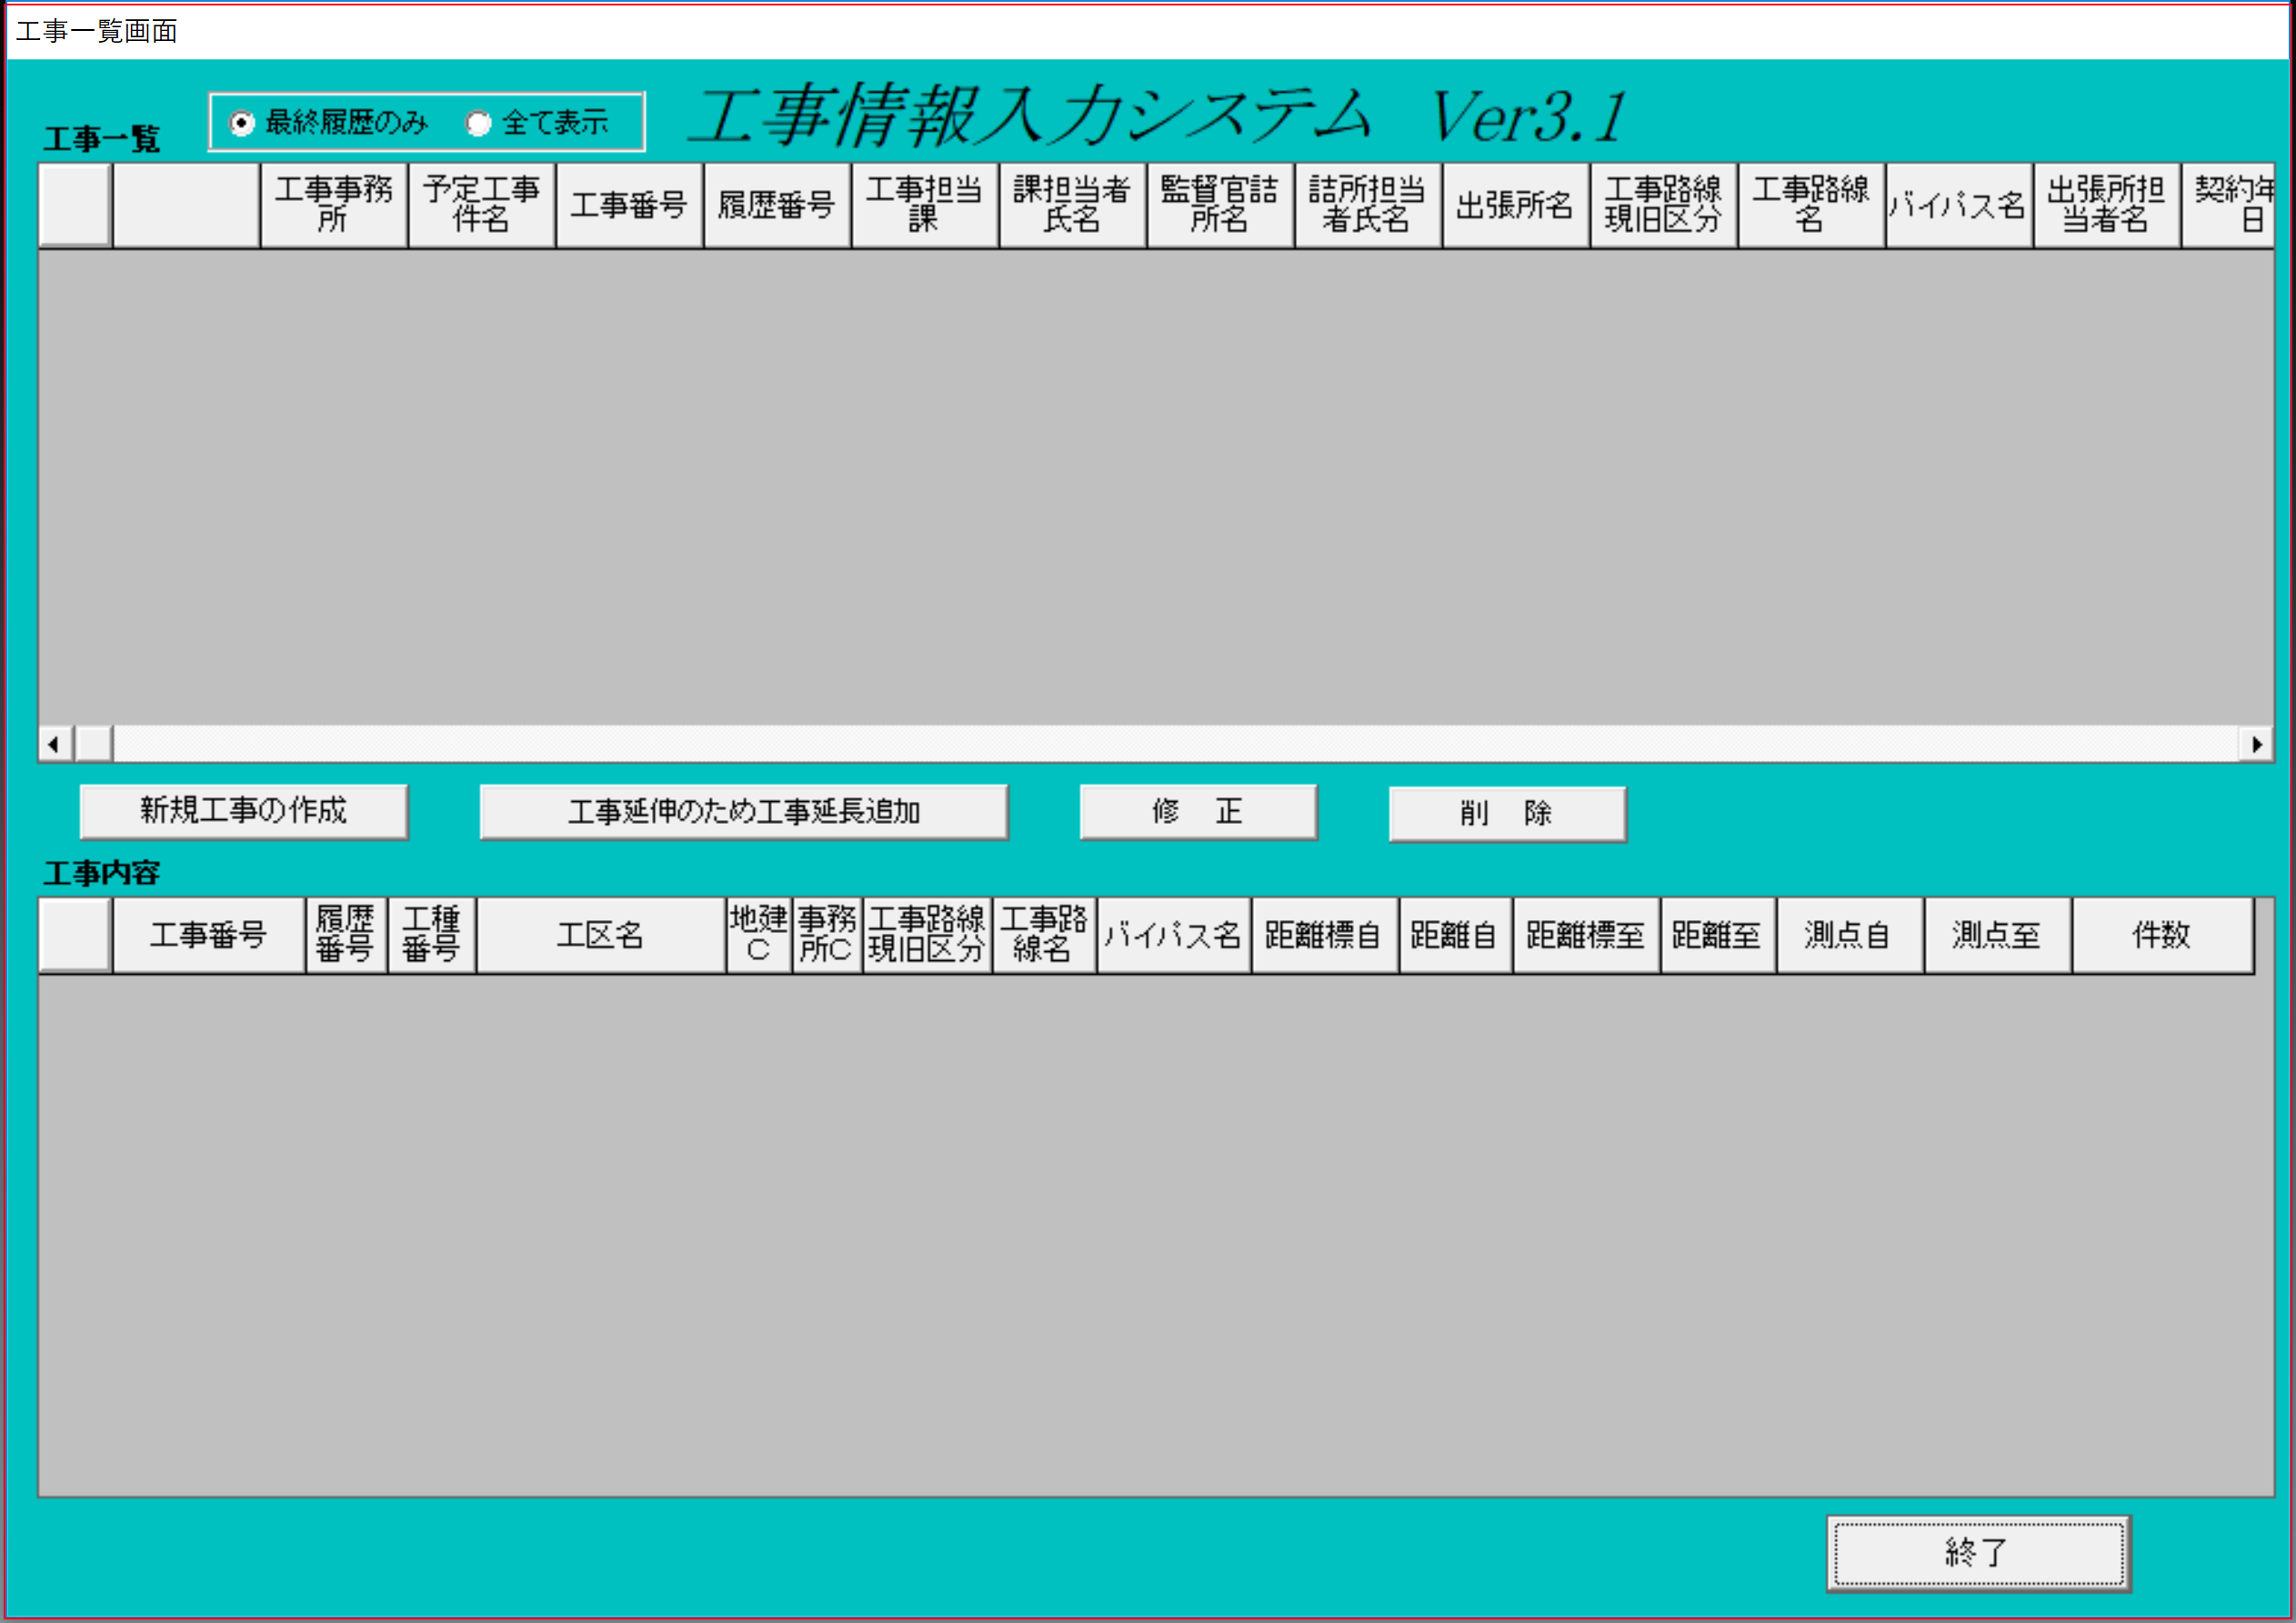 工事一覧画面
工事一覧
最終履歴のみ 全て表示
工事情報入力システム Ver3.1
工事事務所 予定工事件名 工事番号 履歴番号 工事担当課 課担当者氏名 監督官詰所名 詰所担当者氏名 出張所名 工事路線現旧区分 工事路線名 バイパス名 出張所担当者名 契約年日
新規工事の作成 工事延伸のため工事延長追加 修 正 削 除
工事内容
工事番号 履歴番号 工種番号 工区名 地建C 事務所C 工事路線現旧区分 工事路線名 バイパス名 距離標自 距離自 距離標至 距離至 測点自 測点至 件数
終了